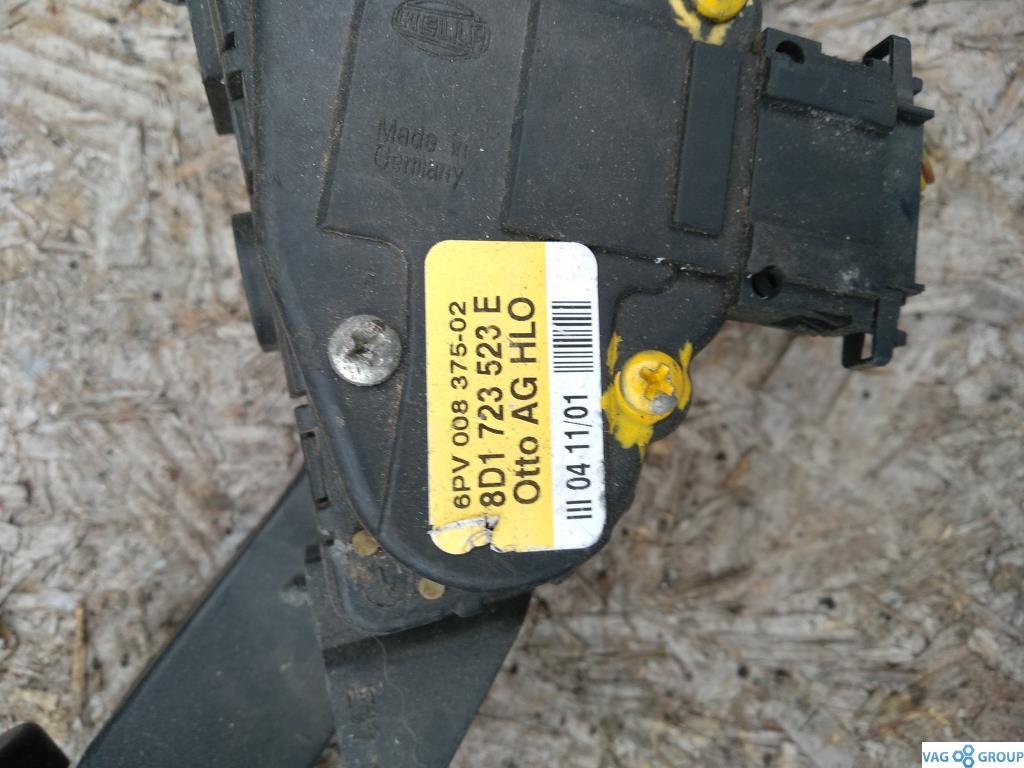 HELLA
Made in
Germany
6PV 008 375-02
8D1 723 523 E
Otto AG HLO
04 11/01
VAG GROUP